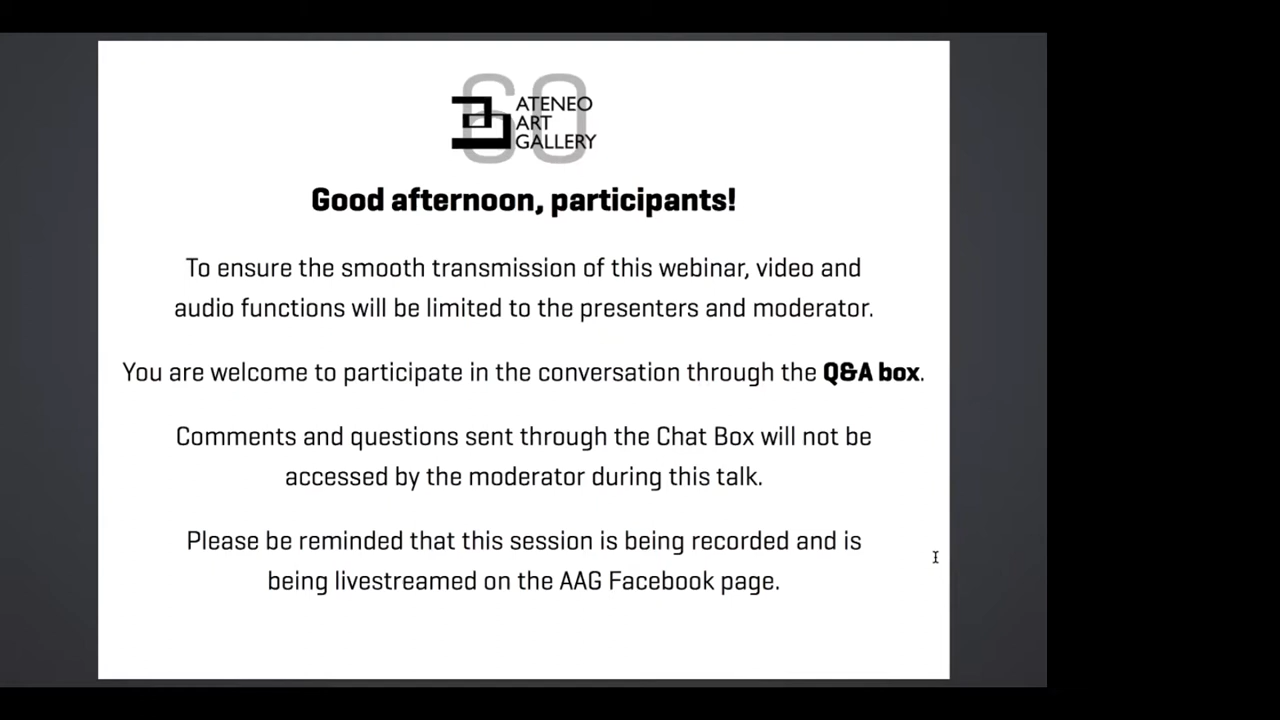 60
ATENEO
ART
GALLERY
Good afternoon, participants!
To ensure the smooth transmission of this webinar, video and
audio functions will be limited to the presenters and moderator.
You are welcome to participate in the conversation through the Q&A box.
Comments and questions sent through the Chat Box will not be
accessed by the moderator during this talk.
Please be reminded that this session is being recorded and is
being livestreamed on the AAG Facebook page.